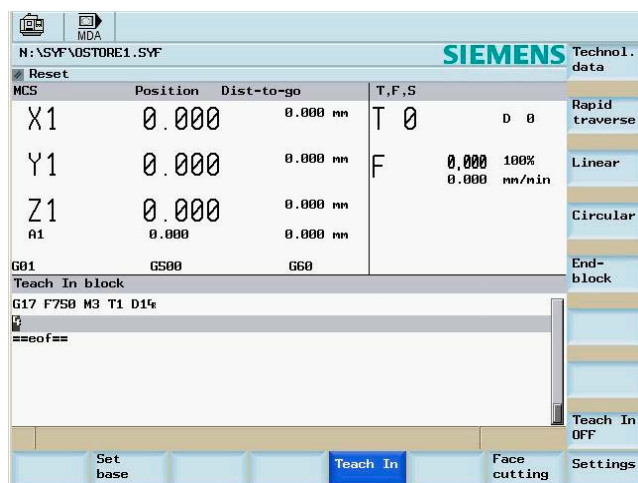 MDA
N:\SYF\OSTORE1.SYF
SIEMENS
Reset
MCS Position Dist-to-go T,F,S
X1 0.000 0.000 mm T 0 D 0
Y1 0.000 0.000 mm F 0,000 100%
0.000 mm/min
Z1 0.000 0.000 mm
A1 0.000 0.000 mm
G01 G500 G60
Teach In block
G17 F750 M3 T1 D1
==eof==
Technol.
data
Rapid
traverse
Linear
Circular
End-
block
Teach In
OFF
Settings
Set
base
Teach In
Face
cutting